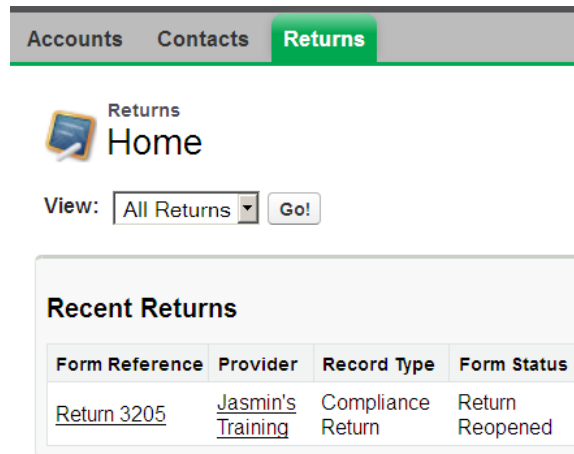 Accounts Contacts Returns
Returns
Home
View: All Returns Go!
Recent Returns
Form Reference Provider Record Type Form Status
Return 3205 Jasmin's Compliance Return
Training Return Reopened